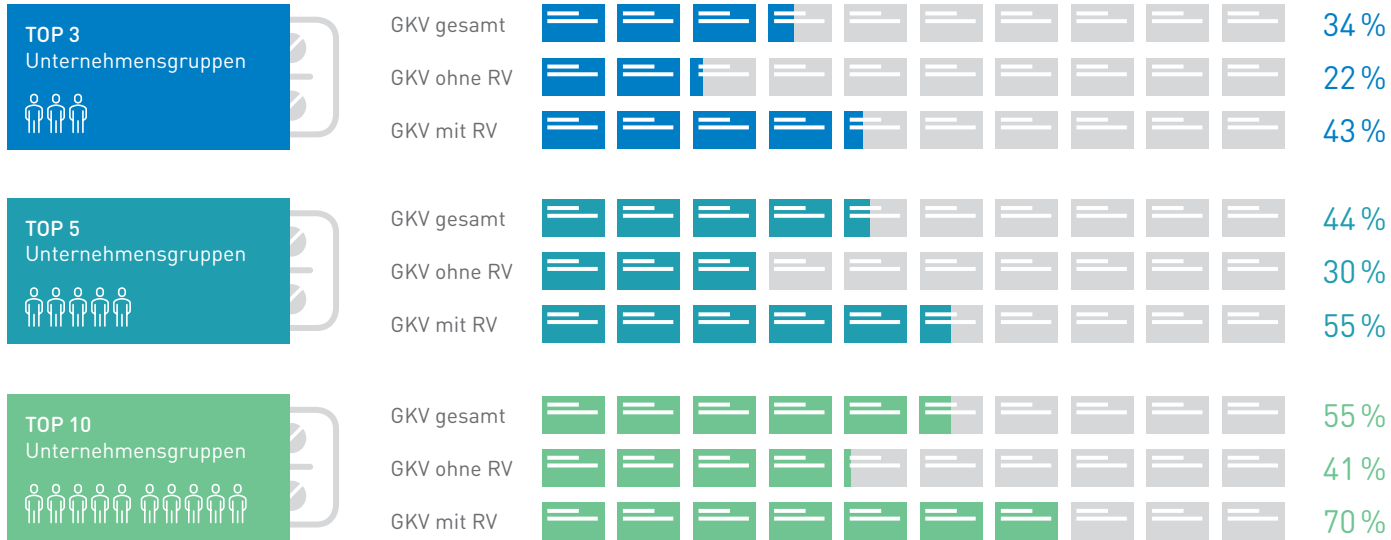 TOP 3
Unternehmensgruppen
GKV gesamt 34 %
GKV ohne RV 22 %
GKV mit RV 43 %
TOP 5
Unternehmensgruppen
GKV gesamt 44 %
GKV ohne RV 30 %
GKV mit RV 55 %
TOP 10
Unternehmensgruppen
GKV gesamt 55 %
GKV ohne RV 41 %
GKV mit RV 70 %